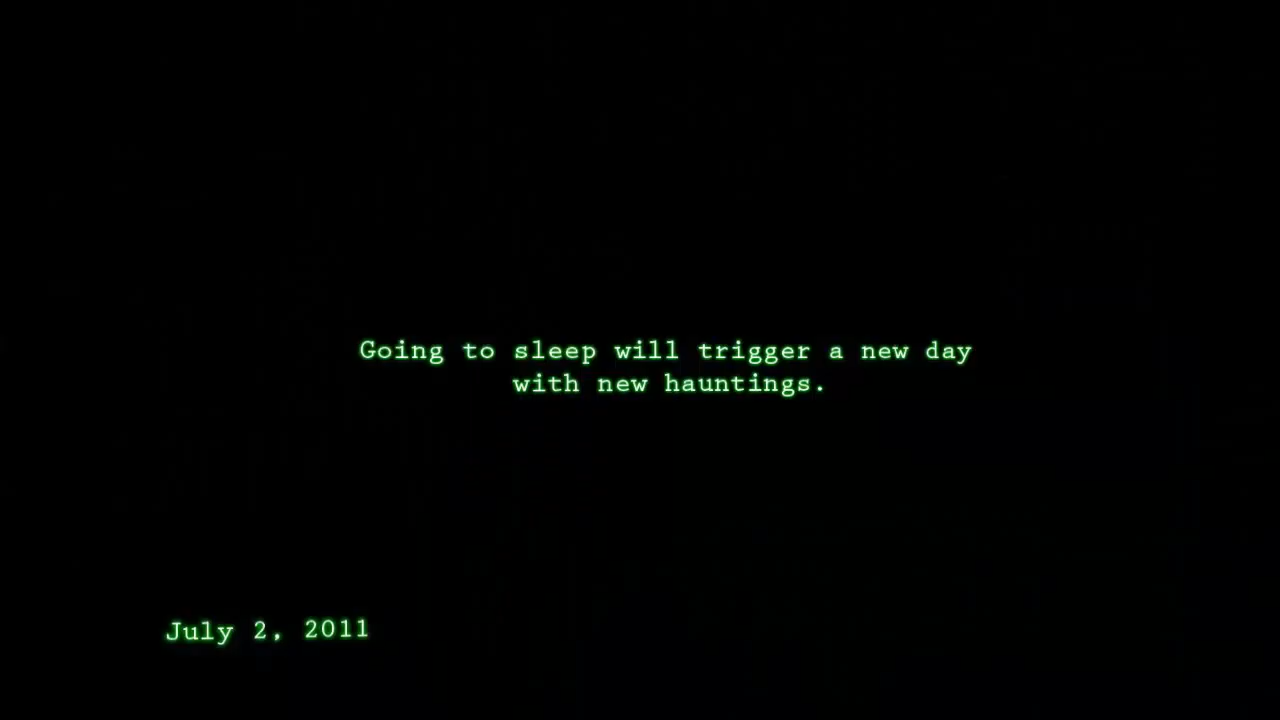 Going to sleep will trigger a new day
with new hauntings.
July 2, 2011